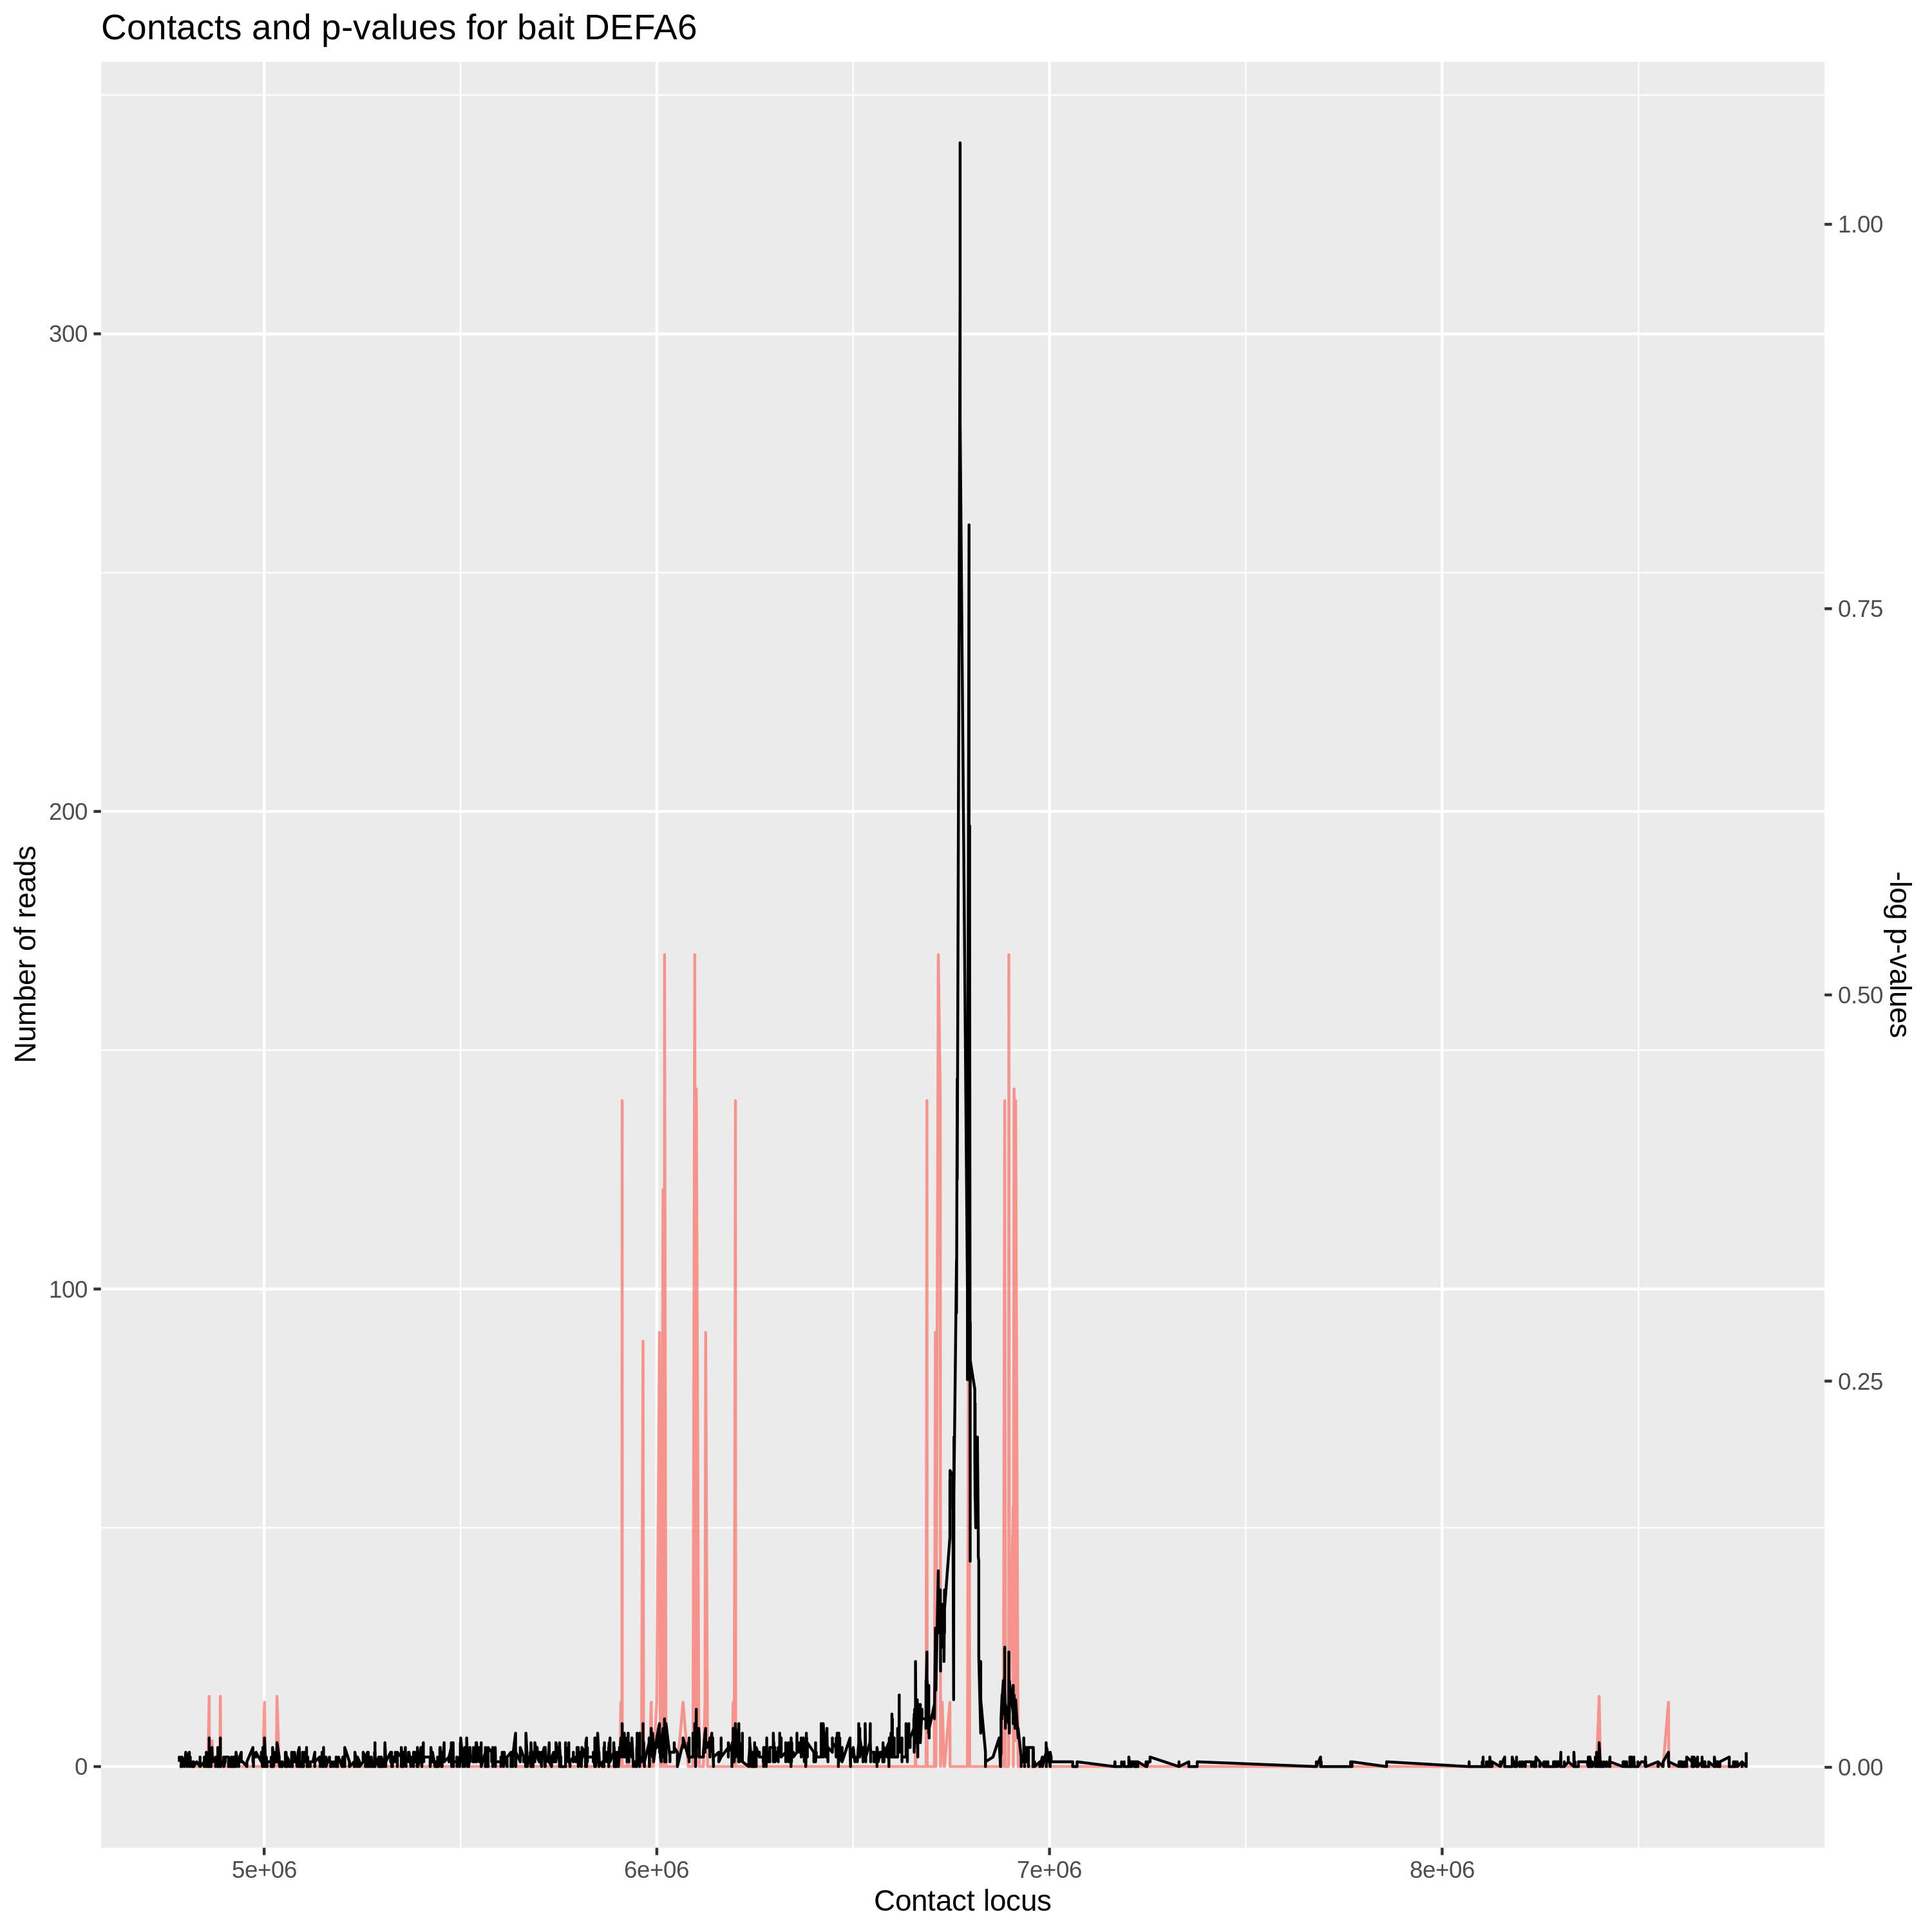 Contacts and p-values for bait DEFA6
300
200
100
0
Number of reads
1.00
0.75
0.50
0.25
0.00
-log p-values
5e+06
6e+06
7e+06
8e+06
Contact locus